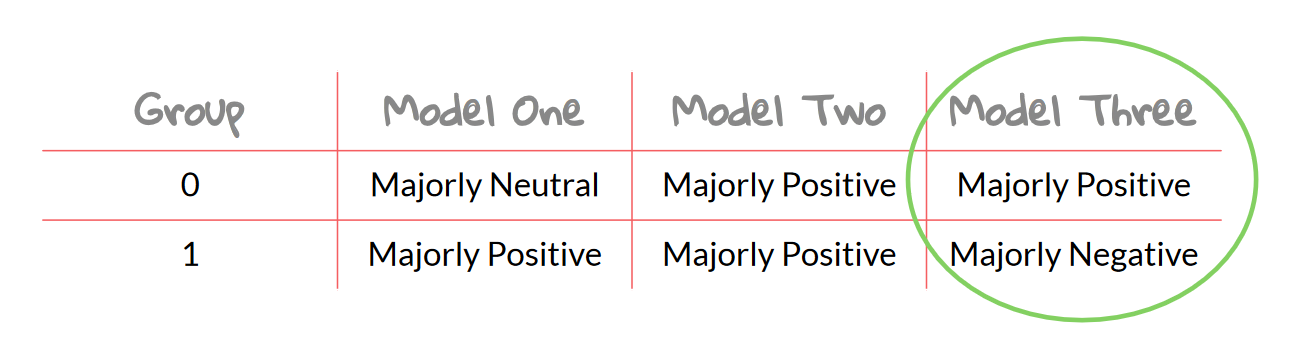 Group Model One Model Two Model Three
0 Majorly Neutral Majorly Positive Majorly Positive
1 Majorly Positive Majorly Positive Majorly Negative